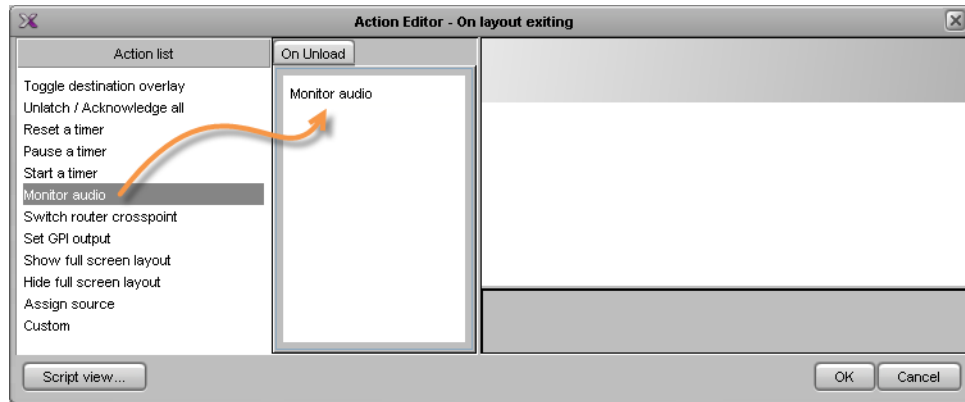 Action Editor - On layout exiting
Action list
On Unload
Toggle destination overlay
Unlatch / Acknowledge all
Reset a timer
Pause a timer
Start a timer
Monitor audio
Switch router crosspoint
Set GPI output
Show full screen layout
Hide full screen layout
Assign source
Custom
Monitor audio
Script view...
OK
Cancel